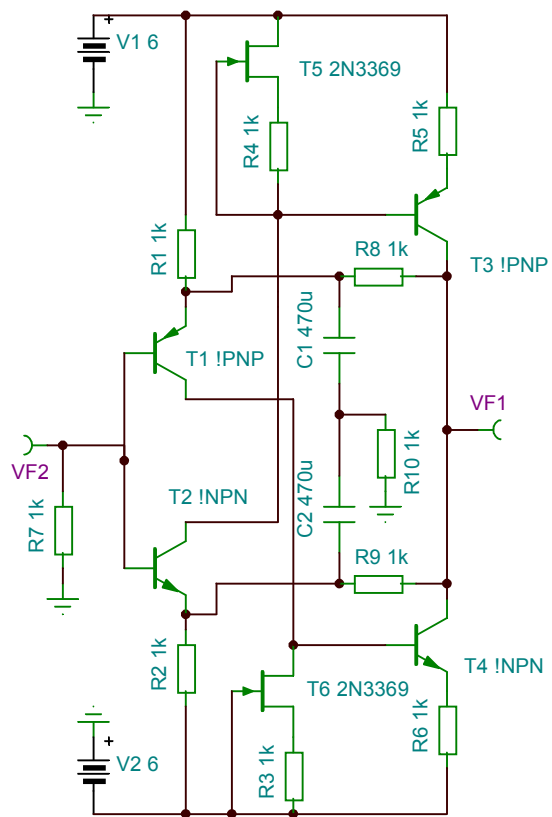 +
V1 6
T5 2N3369
R4 1k
R5 1k
R1 1k
R8 1k
T3 !PNP
C1 470u
T1 !PNP
VF1
VF2
R10 1k
T2 !NPN
C2 470u
R7 1k
R9 1k
R2 1k
T4 !NPN
T6 2N3369
R6 1k
+
V2 6
R3 1k